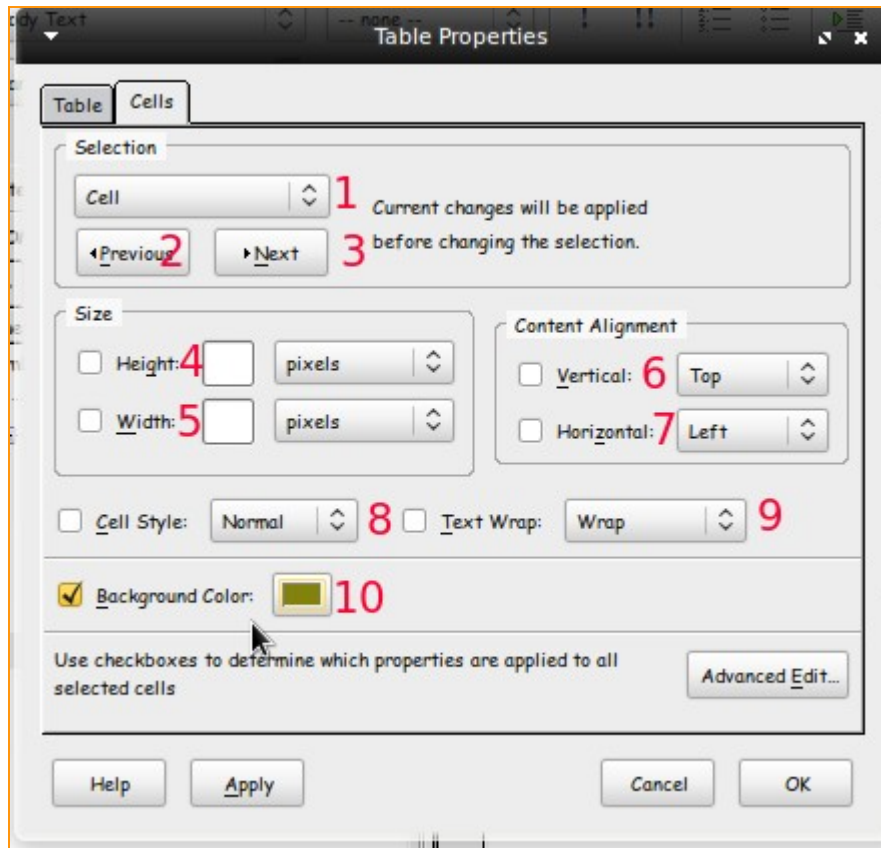 dy Text -- none --
Table Properties
Table Cells
Selection
Cell 1
Current changes will be applied
before changing the selection.
Previous 2 Next 3
Size
Height: 4 pixels
Width: 5 pixels
Content Alignment
Vertical: 6 Top
Horizontal: 7 Left
Cell Style: Normal 8 Text Wrap: Wrap 9
Background Color: 10
Use checkboxes to determine which properties are applied to all
selected cells
Advanced Edit...
Help Apply Cancel OK